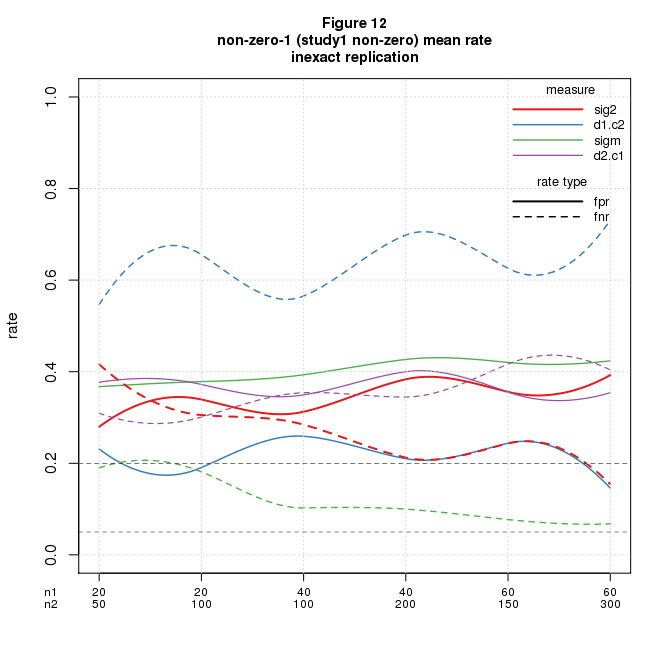 Figure 12
non-zero-1 (study1 non-zero) mean rate
inexact replication
measure
sig2
d1.c2
sigm
d2.c1
rate type
fpr
fnr
rate
1.0
0.8
0.6
0.4
0.2
0.0
n1 20 20 40 40 60 60
n2 50 100 100 200 150 300